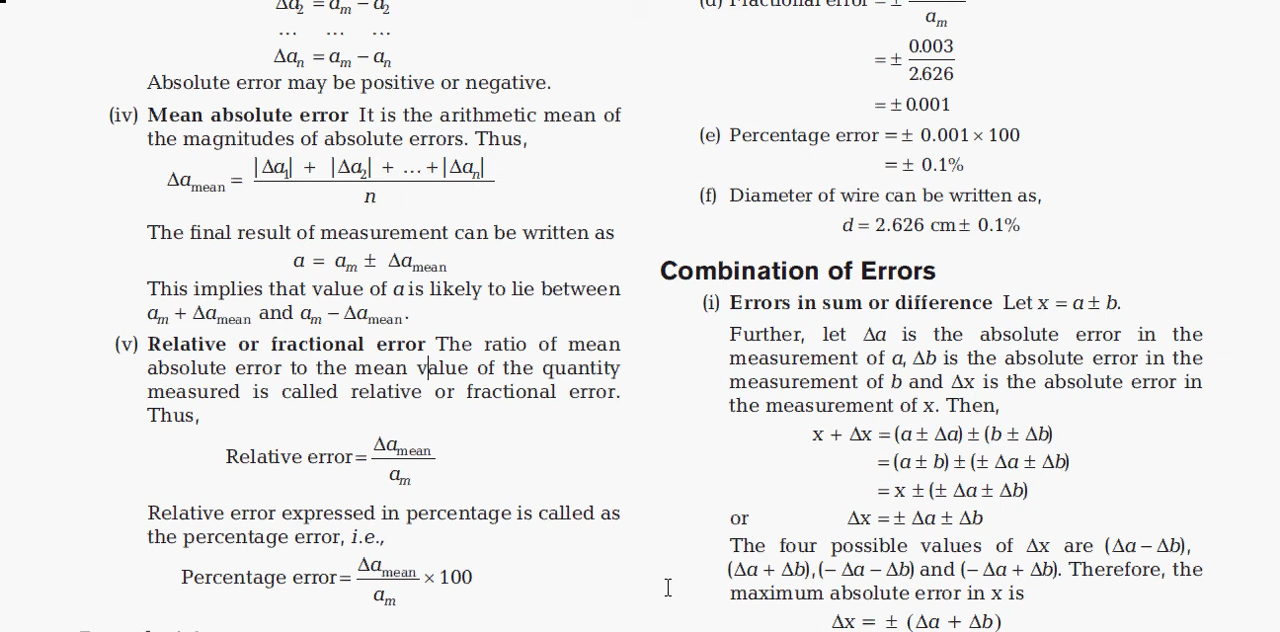 Δa₂ = aₘ − a₂
... ... ...
Δaₙ = aₘ − aₙ
Absolute error may be positive or negative.
(iv) Mean absolute error It is the arithmetic mean of
the magnitudes of absolute errors. Thus,
Δa_mean = (|Δa₁| + |Δa₂| + ... + |Δaₙ|) / n
The final result of measurement can be written as
a = aₘ ± Δa_mean
This implies that value of a is likely to lie between
aₘ + Δa_mean and aₘ − Δa_mean.
(v) Relative or fractional error The ratio of mean
absolute error to the mean value of the quantity
measured is called relative or fractional error.
Thus,
Relative error = Δa_mean / aₘ
Relative error expressed in percentage is called as
the percentage error, i.e.,
Percentage error = Δa_mean / aₘ × 100
(d) Fractional error = ± / aₘ
= ± 0.003 / 2.626
= ± 0.001
(e) Percentage error = ± 0.001 × 100
= ± 0.1%
(f) Diameter of wire can be written as,
d = 2.626 cm ± 0.1%
Combination of Errors
(i) Errors in sum or difference Let x = a ± b.
Further, let Δa is the absolute error in the
measurement of a, Δb is the absolute error in the
measurement of b and Δx is the absolute error in
the measurement of x. Then,
x + Δx = (a ± Δa) ± (b ± Δb)
= (a ± b) ± (± Δa ± Δb)
= x ± (± Δa ± Δb)
or Δx = ± Δa ± Δb
The four possible values of Δx are (Δa − Δb),
(Δa + Δb), (− Δa − Δb) and (− Δa + Δb). Therefore, the
maximum absolute error in x is
Δx = ± (Δa + Δb)